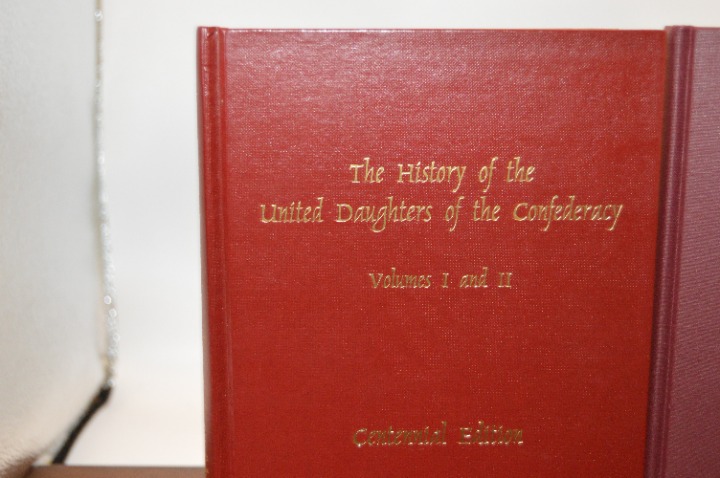 The History of the
United Daughters of the Confederacy
Volumes I and II
Centennial Edition